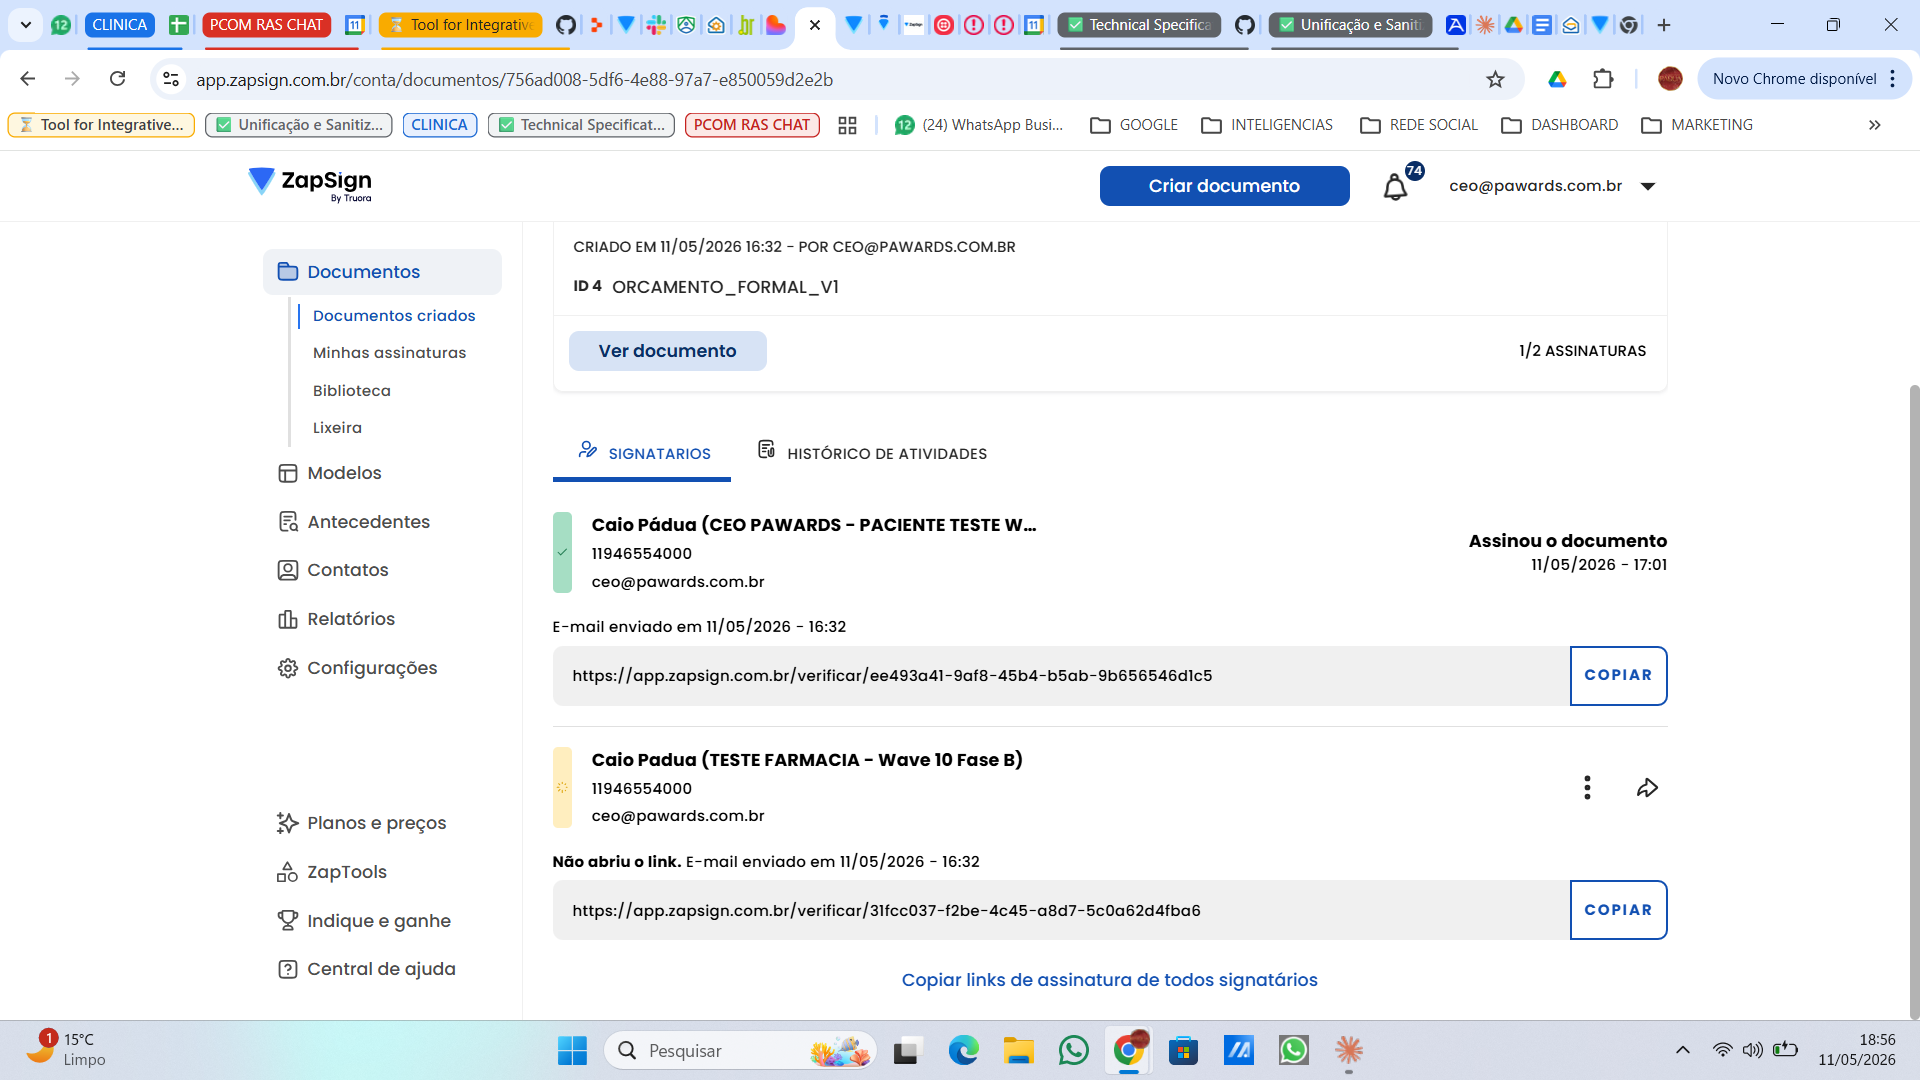 12
CLINICA
PCOM RAS CHAT
11
Tool for Integrative
jr
11
Technical Specifica
Unificação e Saniti
app.zapsign.com.br/conta/documentos/756ad008-5df6-4e88-97a7-e850059d2e2b
Novo Chrome disponível
Tool for Integrative...
Unificação e Sanitiz...
CLINICA
Technical Specificat...
PCOM RAS CHAT
12
(24) WhatsApp Busi...
GOOGLE
INTELIGENCIAS
REDE SOCIAL
DASHBOARD
MARKETING
ZapSign
By Truora
Criar documento
74
ceo@pawards.com.br
Documentos
Documentos criados
Minhas assinaturas
Biblioteca
Lixeira
Modelos
Antecedentes
Contatos
Relatórios
Configurações
Planos e preços
ZapTools
Indique e ganhe
Central de ajuda
CRIADO EM 11/05/2026 16:32 - POR CEO@PAWARDS.COM.BR
ID 4 ORCAMENTO_FORMAL_V1
Ver documento
1/2 ASSINATURAS
SIGNATARIOS
HISTÓRICO DE ATIVIDADES
Caio Pádua (CEO PAWARDS - PACIENTE TESTE W...
11946554000
ceo@pawards.com.br
Assinou o documento
11/05/2026 - 17:01
E-mail enviado em 11/05/2026 - 16:32
https://app.zapsign.com.br/verificar/ee493a41-9af8-45b4-b5ab-9b656546d1c5
COPIAR
Caio Padua (TESTE FARMACIA - Wave 10 Fase B)
11946554000
ceo@pawards.com.br
Não abriu o link. E-mail enviado em 11/05/2026 - 16:32
https://app.zapsign.com.br/verificar/31fcc037-f2be-4c45-a8d7-5c0a62d4fba6
COPIAR
Copiar links de assinatura de todos signatários
1
15°C
Limpo
Pesquisar
18:56
11/05/2026